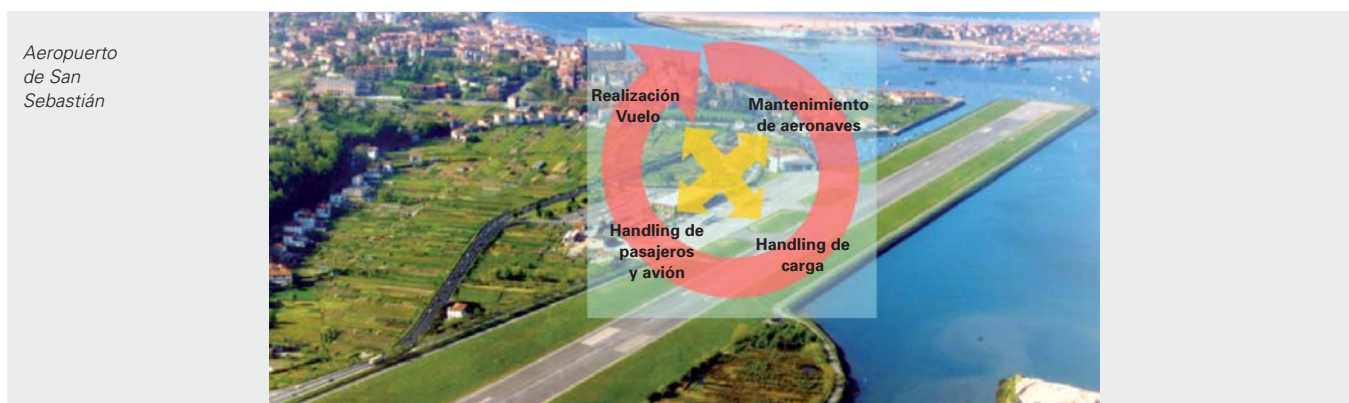 Aeropuerto
de San
Sebastián
Realización
Vuelo
Mantenimiento
de aeronaves
Handling de
pasajeros
y avión
Handling de
carga